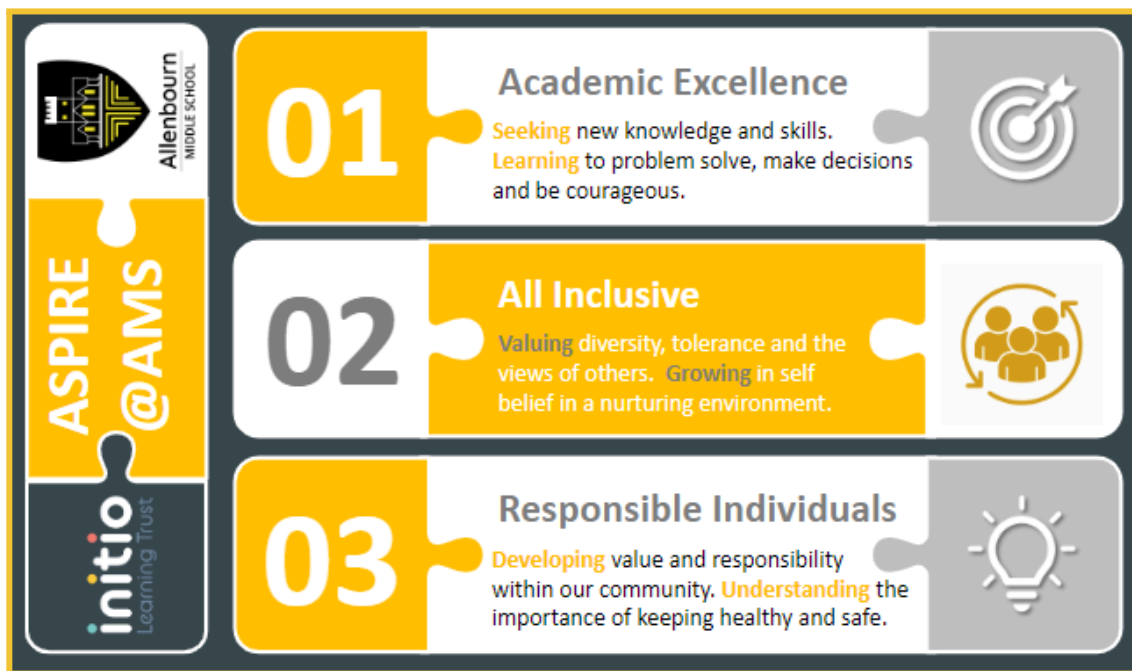 Allenbourn
MIDDLE SCHOOL
ASPIRE
@AMS
initio
Learning Trust
01
Academic Excellence
Seeking new knowledge and skills.
Learning to problem solve, make decisions
and be courageous.
02
All Inclusive
Valuing diversity, tolerance and the
views of others. Growing in self
belief in a nurturing environment.
03
Responsible Individuals
Developing value and responsibility
within our community. Understanding the
importance of keeping healthy and safe.